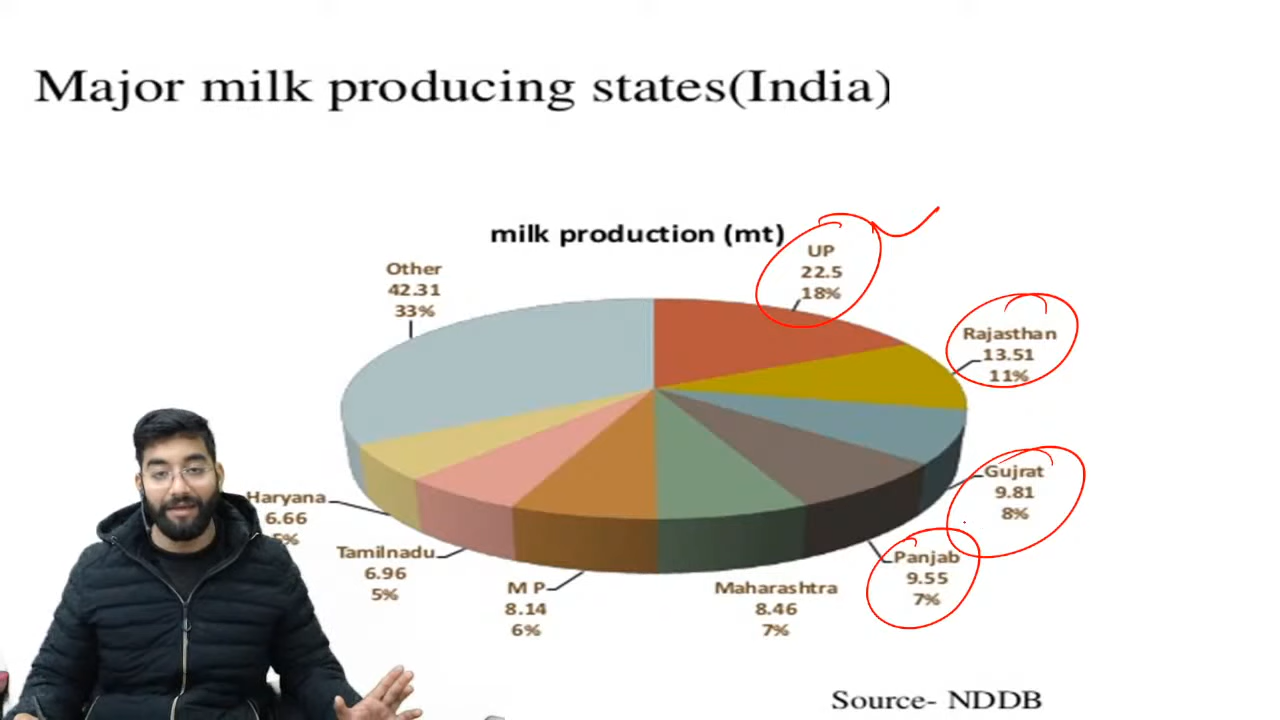 Major milk producing states(India)
milk production (mt)
UP
22.5
18%
Rajasthan
13.51
11%
Gujrat
9.81
8%
Panjab
9.55
7%
Maharashtra
8.46
7%
M P
8.14
6%
Tamilnadu
6.96
5%
Haryana
6.66
5%
Other
42.31
33%
Source- NDDB